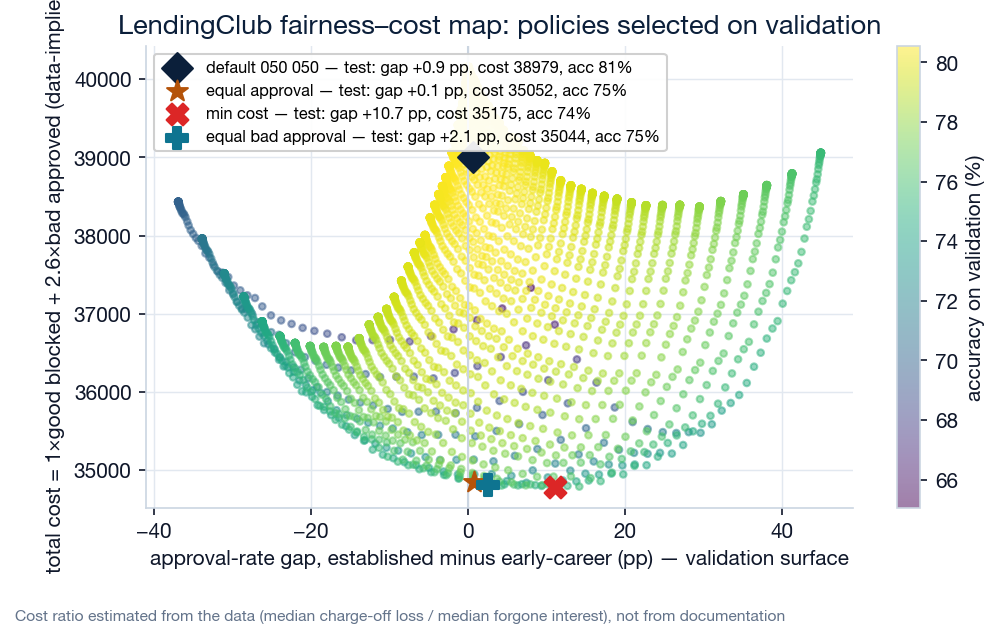 LendingClub fairness–cost map: policies selected on validation
default 050 050 — test: gap +0.9 pp, cost 38979, acc 81%
equal approval — test: gap +0.1 pp, cost 35052, acc 75%
min cost — test: gap +10.7 pp, cost 35175, acc 74%
equal bad approval — test: gap +2.1 pp, cost 35044, acc 75%
total cost = 1×good blocked + 2.6×bad approved (data-implie
40000
39000
38000
37000
36000
35000
−40
−20
0
20
40
approval-rate gap, established minus early-career (pp) — validation surface
80
78
76
74
72
70
68
66
accuracy on validation (%)
Cost ratio estimated from the data (median charge-off loss / median forgone interest), not from documentation